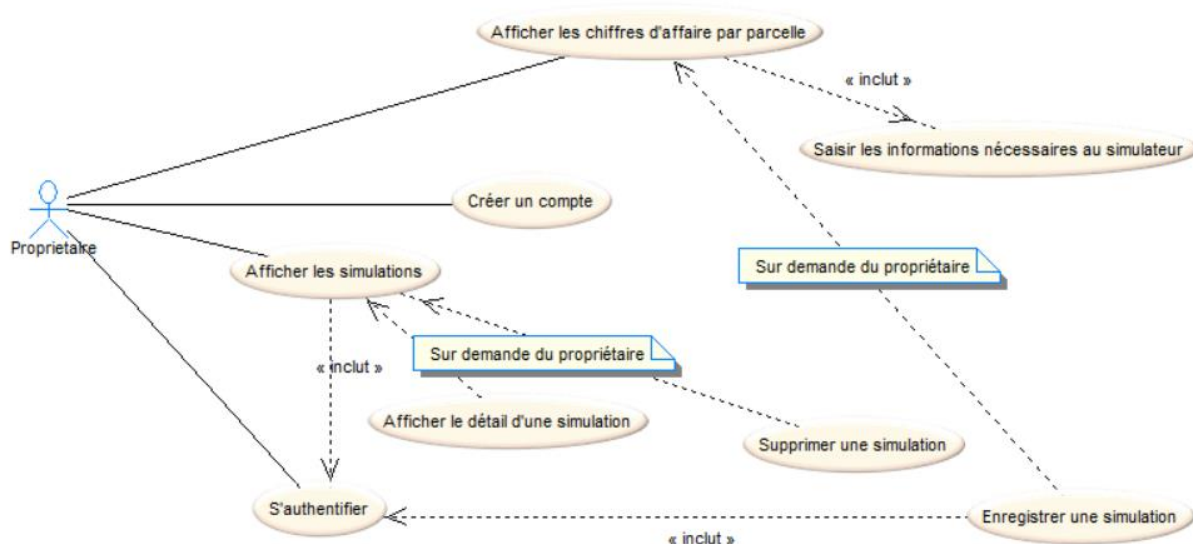 Afficher les chiffres d'affaire par parcelle
« inclut »
Saisir les informations nécessaires au simulateur
Créer un compte
Proprietaire
Afficher les simulations
Sur demande du propriétaire
Sur demande du propriétaire
« inclut »
Afficher le détail d'une simulation
Supprimer une simulation
S'authentifier
Enregistrer une simulation
« inclut »